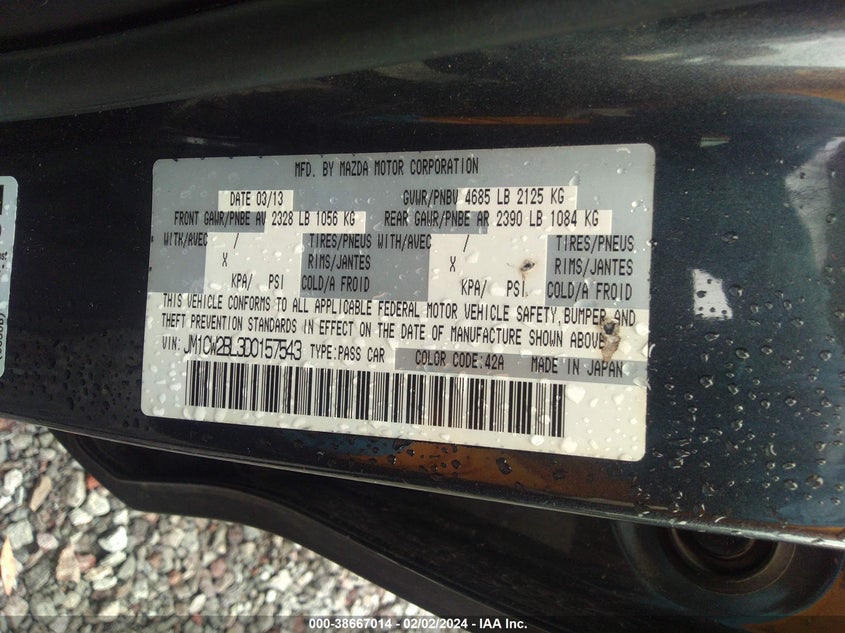 MFD. BY MAZDA MOTOR CORPORATION
DATE 03/13 GVWR/PNBV 4685 LB 2125 KG
FRONT GAWR/PNBE AV 2328 LB 1056 KG REAR GAWR/PNBE AR 2390 LB 1084 KG
WITH/AVEC / TIRES/PNEUS WITH/AVEC / TIRES/PNEUS
X RIMS/JANTES X RIMS/JANTES
KPA/ PSI COLD/A FROID KPA/ PSI COLD/A FROID
THIS VEHICLE CONFORMS TO ALL APPLICABLE FEDERAL MOTOR VEHICLE SAFETY, BUMPER AND
THEFT PREVENTION STANDARDS IN EFFECT ON THE DATE OF MANUFACTURE SHOWN ABOVE.
VIN: JM1CW2BL3D0157543 TYPE:PASS CAR COLOR CODE:42A MADE IN JAPAN
000-38667014 - 02/02/2024 - IAA Inc.